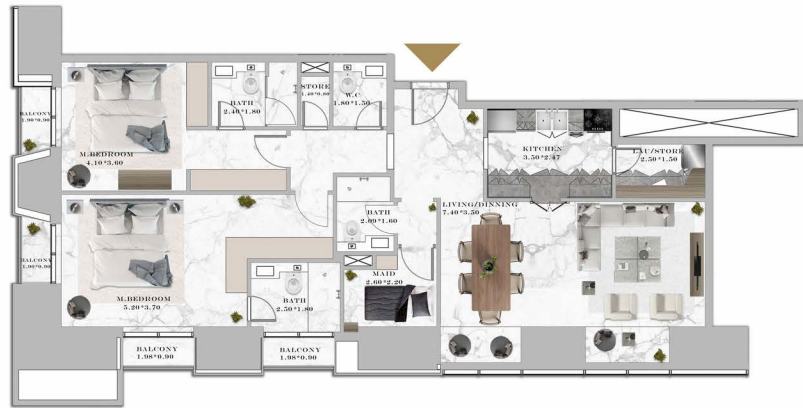 BALCONY
1.90*0.90
M.BEDROOM
4.10*3.60
BATH
2.40*1.80
STORE
1.40*0.80
W.C
1.80*1.50
KITCHEN
3.50*2.47
LAU/STORE
2.50*1.50
BALCONY
1.90*0.90
M.BEDROOM
5.20*3.70
BATH
2.00*1.60
LIVING/DINNING
7.40*3.50
BATH
2.50*1.80
MAID
2.60*2.20
BALCONY
1.98*0.90
BALCONY
1.98*0.90